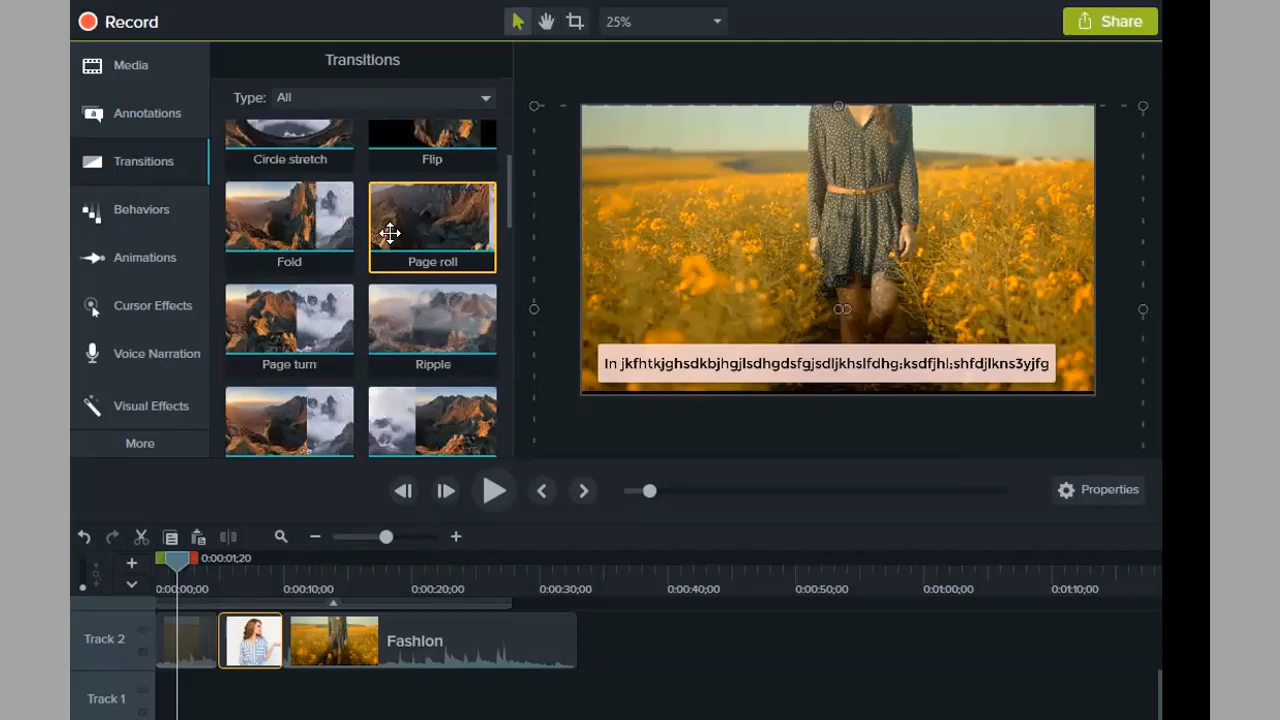 Record
25%
Share
Media
Annotations
Transitions
Behaviors
Animations
Cursor Effects
Voice Narration
Visual Effects
More
Transitions
Type: All
Circle stretch
Flip
Fold
Page roll
Page turn
Ripple
In jkfhtkjghsdkbjhgjlsdhgdsfgjsdljkhslfdhg;ksdfjhl;shfdjlkns3yjfg
Properties
0:00:01;20
0:00:00;00 0:00:10;00 0:00:20;00 0:00:30;00 0:00:40;00 0:00:50;00 0:01:00;00 0:01:10;00
Track 2
Fashion
Track 1